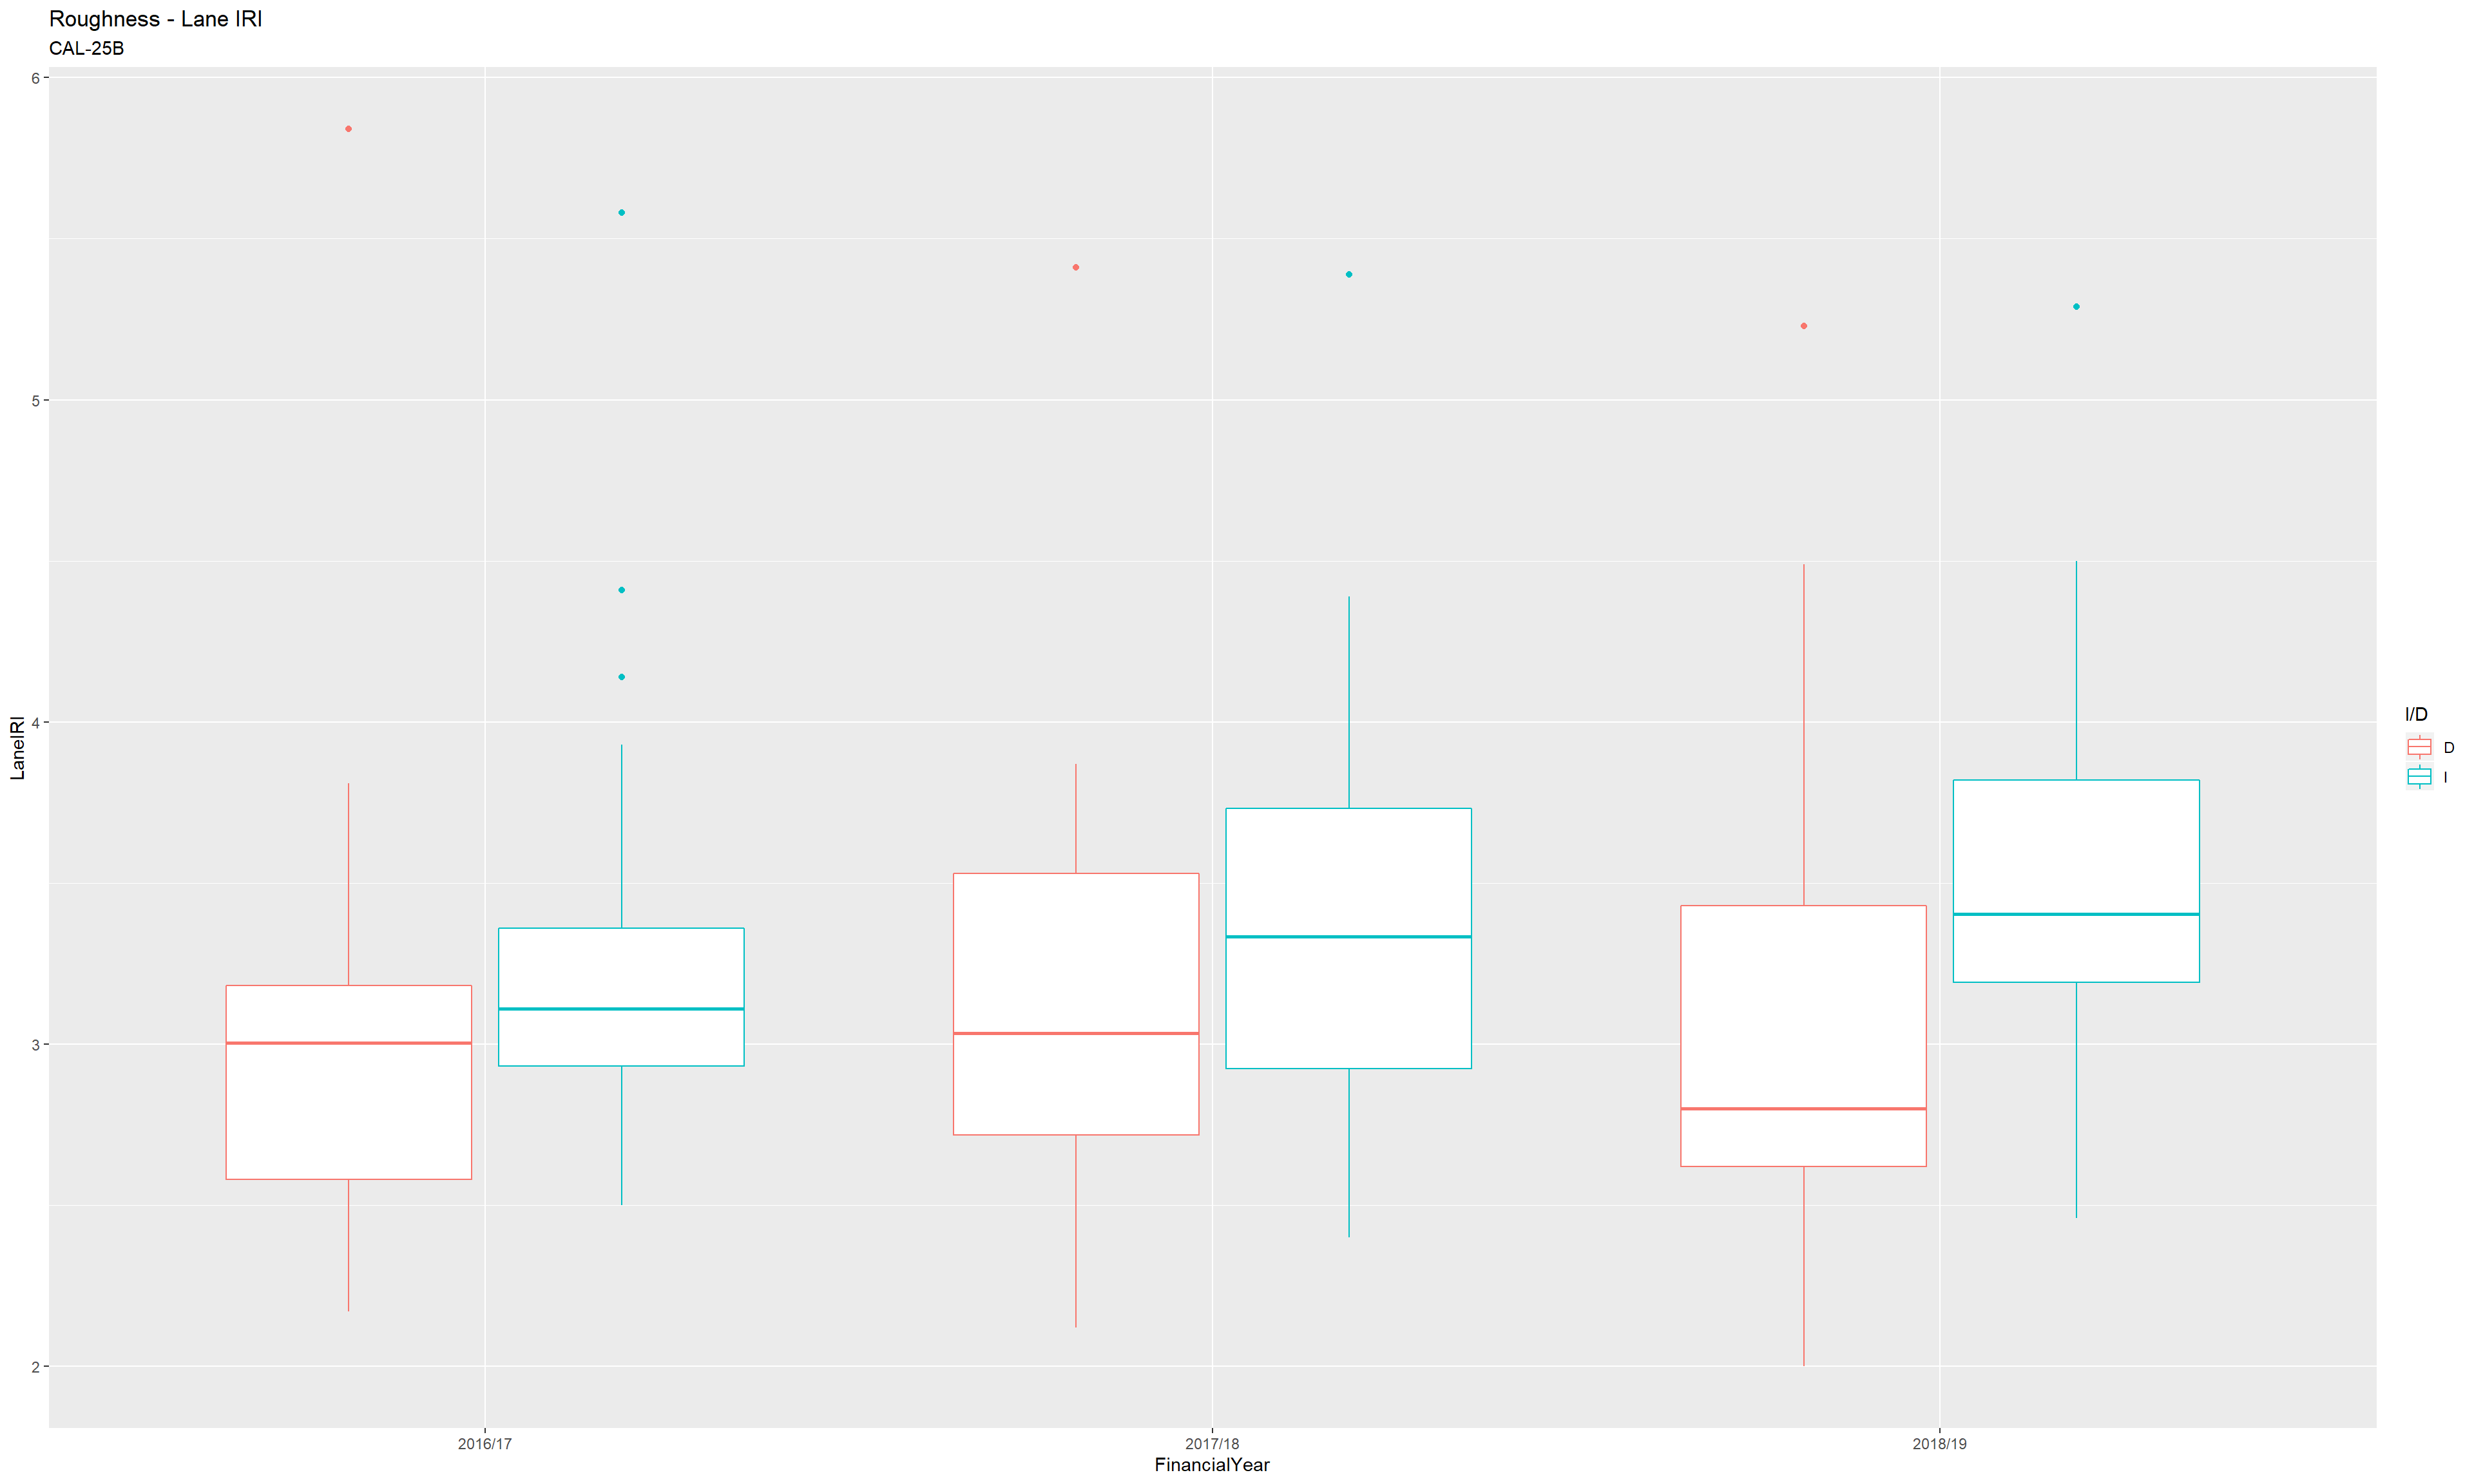 Roughness - Lane IRI
CAL-25B
6
5
4
3
2
LaneIRI
2016/17
2017/18
2018/19
FinancialYear
I/D
D
I